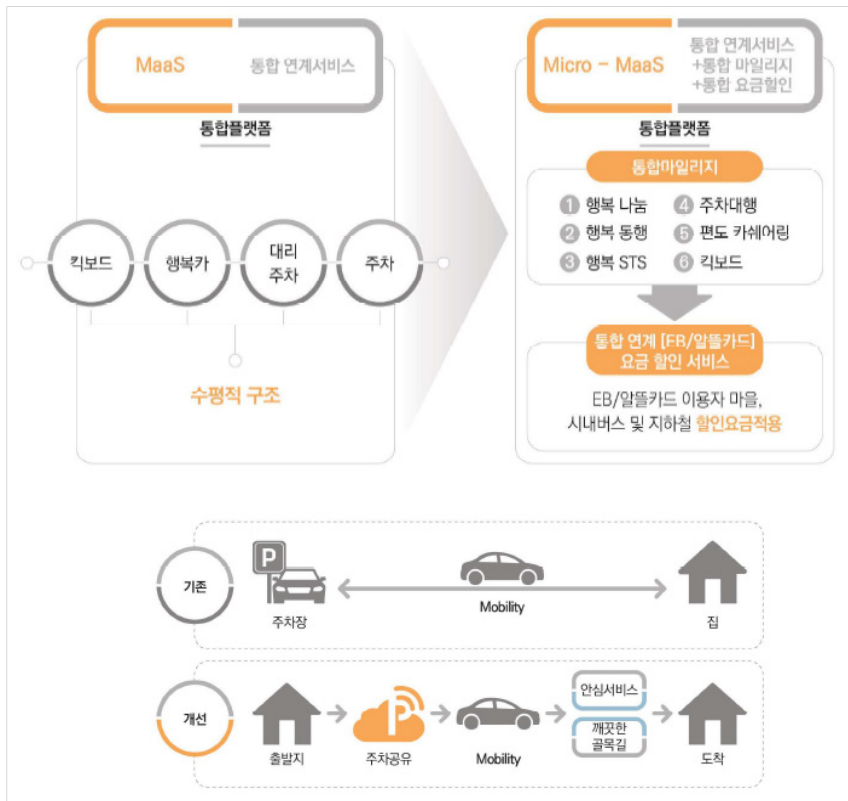 MaaS
통합 연계서비스
통합플랫폼
킥보드
행복카
대리
주차
주차
수평적 구조
Micro – MaaS
통합 연계서비스
+통합 마일리지
+통합 요금할인
통합플랫폼
통합마일리지
1 행복 나눔
4 주차대행
2 행복 동행
5 편도 카쉐어링
3 행복 STS
6 킥보드
통합 연계 [EB/알뜰카드]
요금 할인 서비스
EB/알뜰카드 이용자 마을,
시내버스 및 지하철 할인요금적용
기존
P
주차장
Mobility
집
개선
출발지
P
주차공유
Mobility
안심서비스
깨끗한
골목길
도착